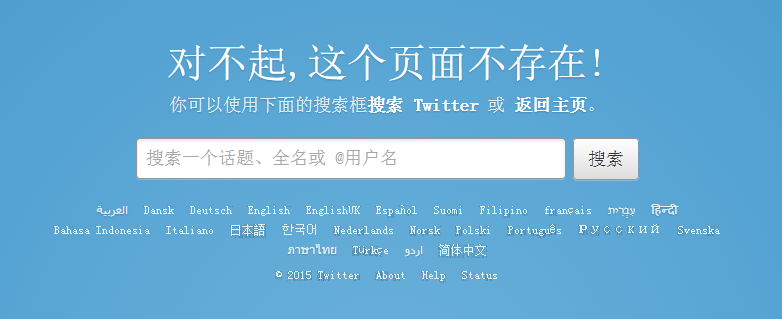 对不起,这个页面不存在!
你可以使用下面的搜索框搜索 Twitter 或 返回主页。
搜索一个话题、全名或 @用户名 搜索
العربية Dansk Deutsch English EnglishUK Español Suomi Filipino français עברית हिन्दी
Bahasa Indonesia Italiano 日本語 한국어 Nederlands Norsk Polski Português Русский Svenska
ภาษาไทย Türkçe اردو 简体中文
© 2015 Twitter About Help Status